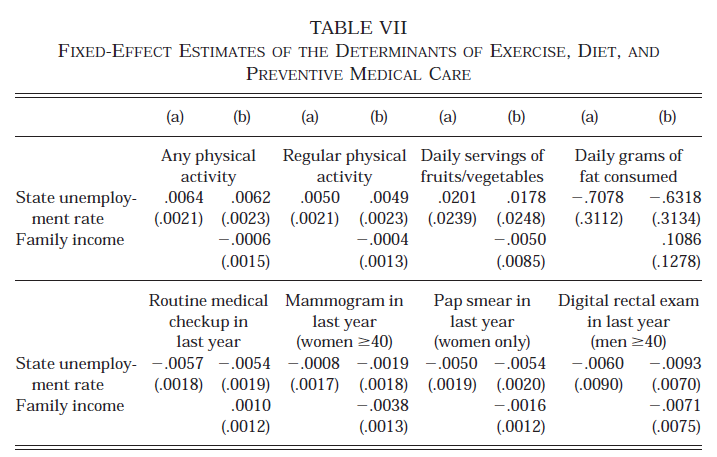 TABLE VII
FIXED-EFFECT ESTIMATES OF THE DETERMINANTS OF EXERCISE, DIET, AND
PREVENTIVE MEDICAL CARE
(a) (b) (a) (b) (a) (b) (a) (b)
Any physical Regular physical Daily servings of Daily grams of
activity activity fruits/vegetables fat consumed
State unemploy- .0064 .0062 .0050 .0049 .0201 .0178 −.7078 −.6318
ment rate (.0021) (.0023) (.0021) (.0023) (.0239) (.0248) (.3112) (.3134)
Family income −.0006 −.0004 −.0050 .1086
(.0015) (.0013) (.0085) (.1278)
Routine medical Mammogram in Pap smear in Digital rectal exam
checkup in last year last year in last year
last year (women ≥40) (women only) (men ≥40)
State unemploy- −.0057 −.0054 −.0008 −.0019 −.0050 −.0054 −.0060 −.0093
ment rate (.0018) (.0019) (.0017) (.0018) (.0019) (.0020) (.0090) (.0070)
Family income .0010 −.0038 −.0016 −.0071
(.0012) (.0013) (.0012) (.0075)